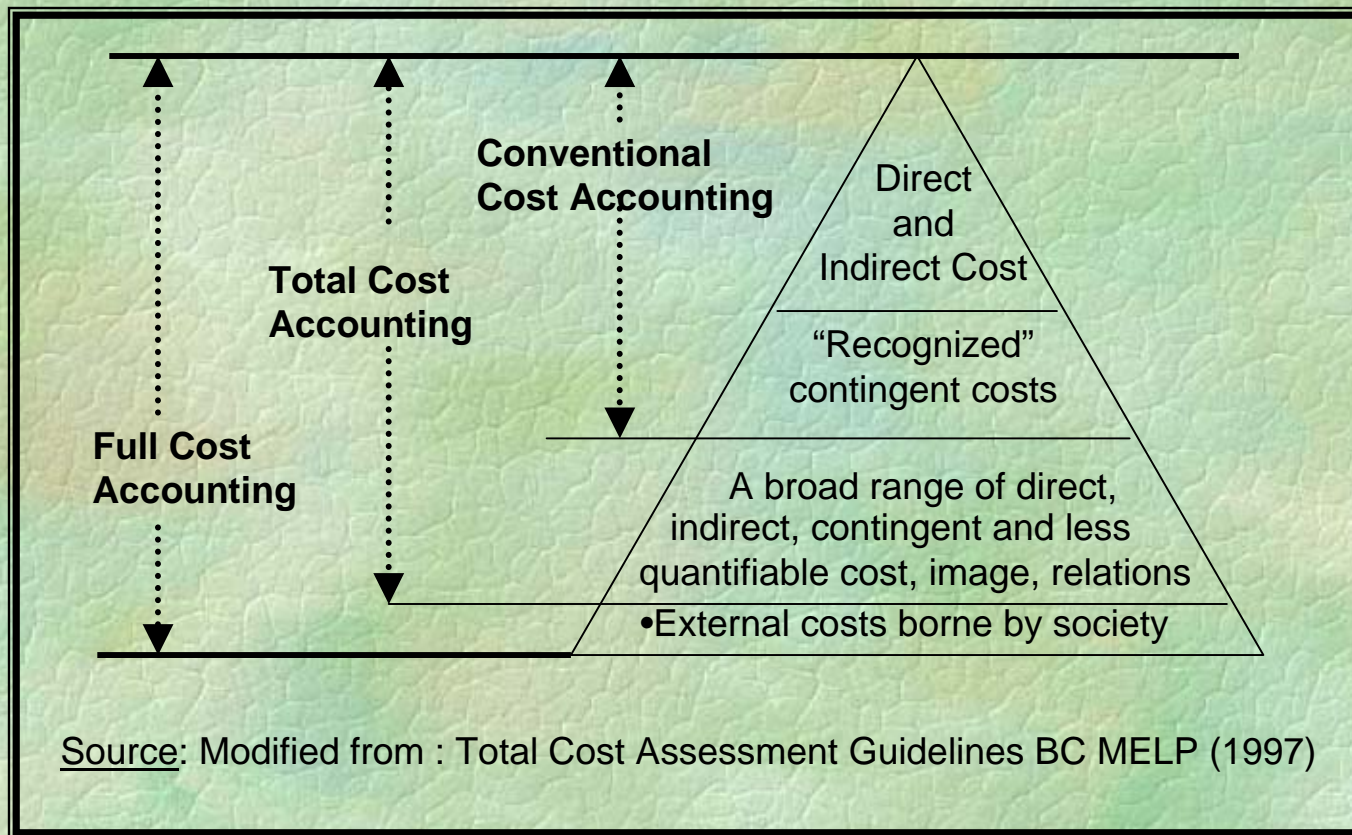 Conventional
Cost Accounting
Total Cost
Accounting
Full Cost
Accounting
Direct
and
Indirect Cost
“Recognized”
contingent costs
A broad range of direct,
indirect, contingent and less
quantifiable cost, image, relations
•External costs borne by society
Source: Modified from : Total Cost Assessment Guidelines BC MELP (1997)